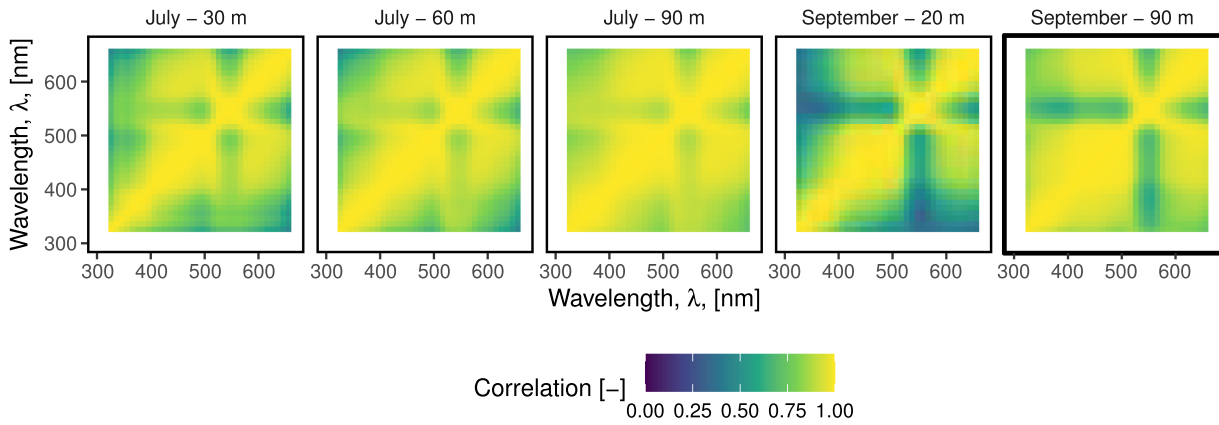 July − 30 m July − 60 m July − 90 m September − 20 m September − 90 m
Wavelength, λ, [nm]
600
500
400
300
300 400 500 600 300 400 500 600 300 400 500 600 300 400 500 600 300 400 500 600
Wavelength, λ, [nm]
Correlation [−]
0.00 0.25 0.50 0.75 1.00